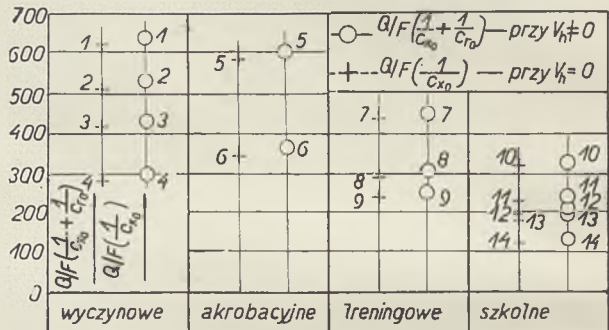 700
600
500
400
300
200
100
0
1 1
2 2
3 3
4 4
5 5
6 6
7 7
8 8
9 9
10 10
11 11
12 12
13
14 14
Q/F(1/Cx₀ + 1/Cr₀) — przy Vₕ ≠ 0
Q/F(1/Cx₀) — przy Vₕ = 0
Q/F(1/Cx₀ + 1/Cr₀)
Q/F(1/Cx₀)
wyczynowe
akrobacyjne
Treningowe
szkolne